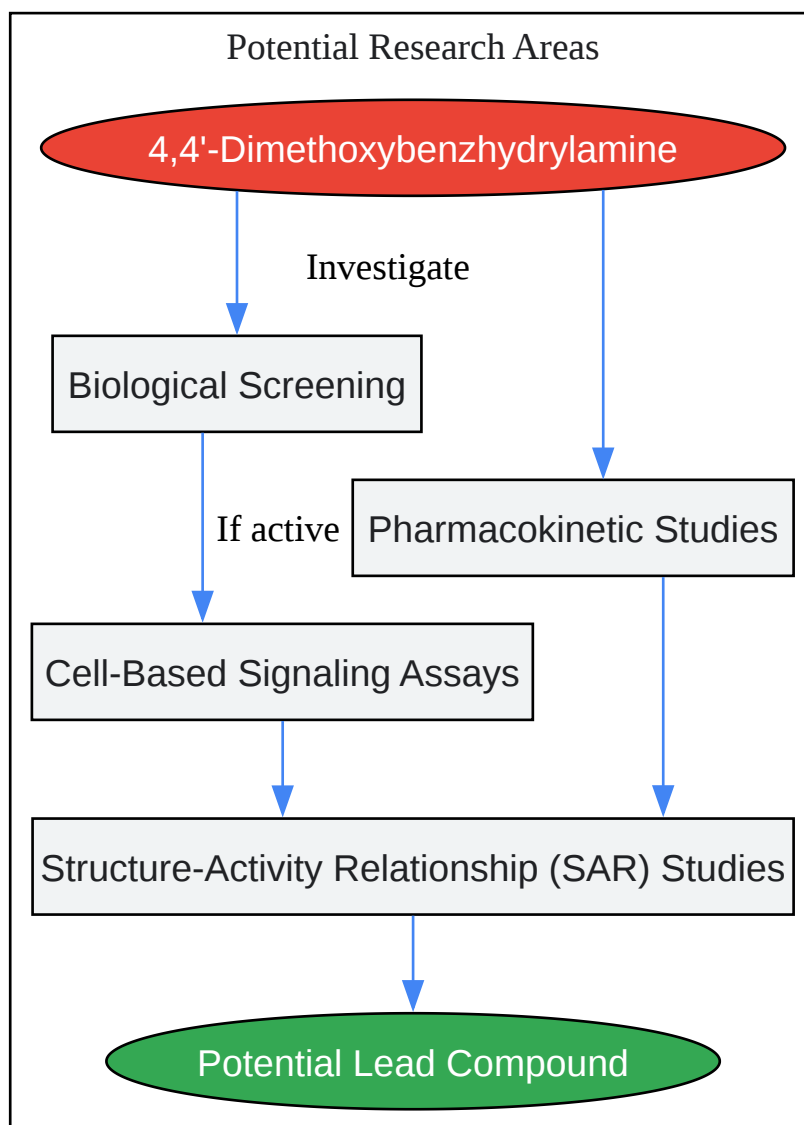 Potential Research Areas
4,4'-Dimethoxybenzhydrylamine
Investigate
Biological Screening
If active
Pharmacokinetic Studies
Cell-Based Signaling Assays
Structure-Activity Relationship (SAR) Studies
Potential Lead Compound